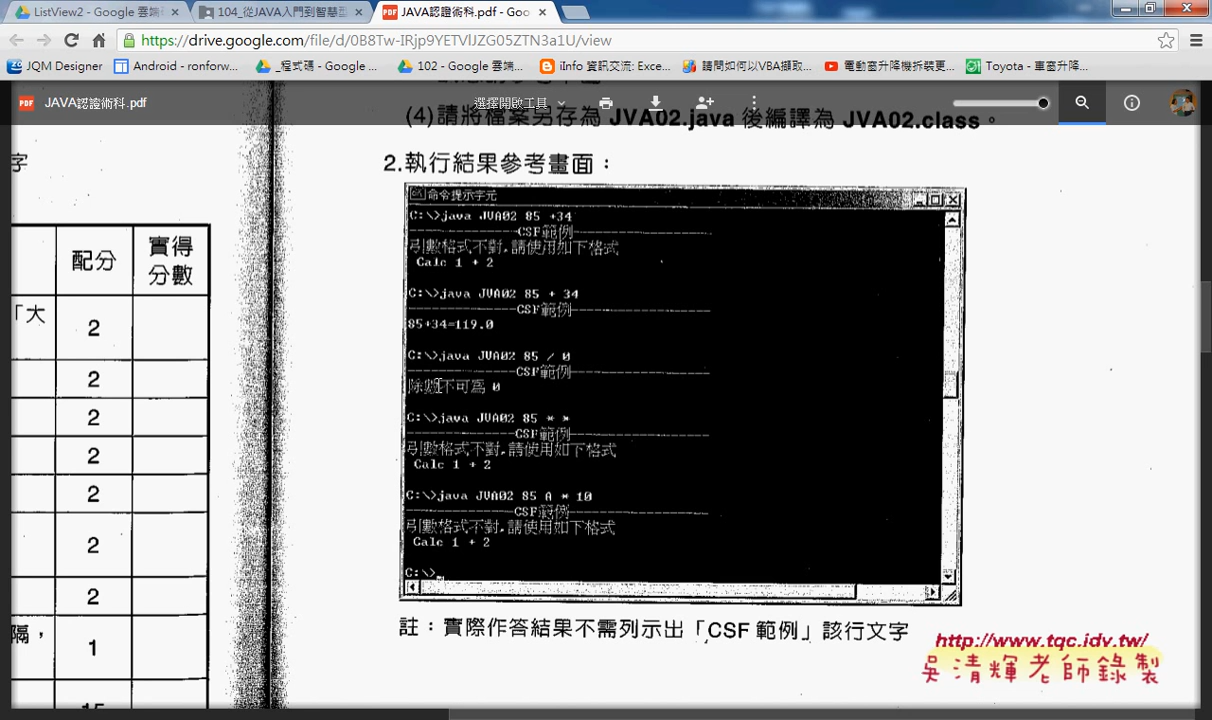 ListView2 - Google 雲端硬
104_從JAVA入門到智慧型
JAVA認證術科.pdf - Goo
https://drive.google.com/file/d/0B8Tw-IRjp9YETVlJZG05ZTN3a1U/view
JQM Designer
Android - ronforw...
_程式碼 - Google ...
102 - Google 雲端...
iInfo 資訊交流: Exce...
請問如何以VBA擷取...
電動窗升降機拆裝更...
Toyota - 車窗升降...
PDF JAVA認證術科.pdf
選擇開啟工具
(4)請將檔案另存為 JVA02.java 後編譯為 JVA02.class。
2.執行結果參考畫面：
命令提示字元
C:\>java JVA02 85 +34
---------------CSF範例--------------------
引數格式不對,請使用如下格式
Calc 1 + 2
C:\>java JVA02 85 + 34
---------------CSF範例--------------------
85+34=119.0
C:\>java JVA02 85 / 0
---------------CSF範例--------------------
除數不可為 0
C:\>java JVA02 85 * *
---------------CSF範例--------------------
引數格式不對,請使用如下格式
Calc 1 + 2
C:\>java JVA02 85 A * 10
---------------CSF範例--------------------
引數格式不對,請使用如下格式
Calc 1 + 2
C:\>
註：實際作答結果不需列示出「CSF 範例」該行文字
字
配分
實得
分數
「大
2
2
2
2
2
2
2
隔，
1
15
http://www.tqc.idv.tw/
吳清輝老師錄製